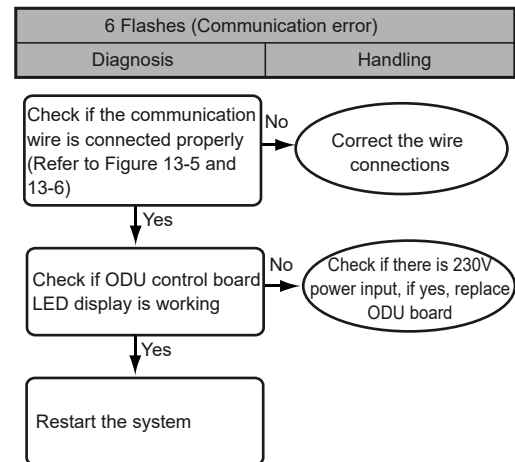 6 Flashes (Communication error)
Diagnosis
Handling
Check if the communication
wire is connected properly
(Refer to Figure 13-5 and
13-6)
No
Correct the wire
connections
Yes
Check if ODU control board
LED display is working
No
Check if there is 230V
power input, if yes, replace
ODU board
Yes
Restart the system